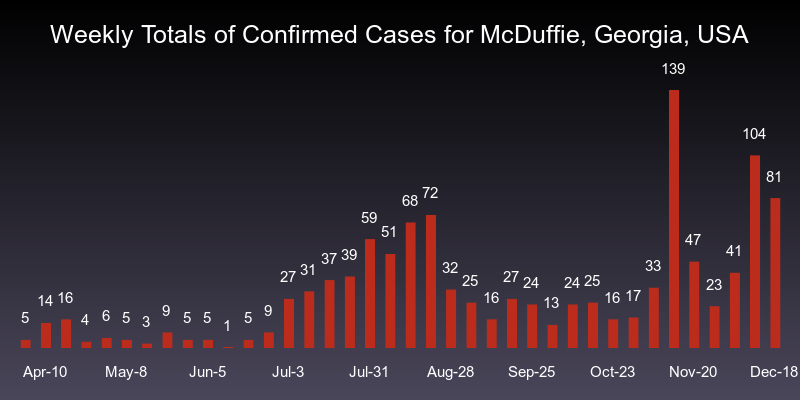 Weekly Totals of Confirmed Cases for McDuffie, Georgia, USA
5 14 16 4 6 5 3 9 5 5 1 5 9 27 31 37 39 59 51 68 72 32 25 16 27 24 13 24 25 16 17 33 139 47 23 41 104 81
Apr-10 May-8 Jun-5 Jul-3 Jul-31 Aug-28 Sep-25 Oct-23 Nov-20 Dec-18